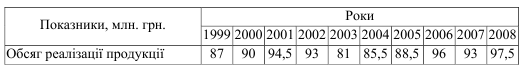 Показники, млн. грн.
Роки
1999 2000 2001 2002 2003 2004 2005 2006 2007 2008
Обсяг реалізації продукції 87 90 94,5 93 81 85,5 88,5 96 93 97,5